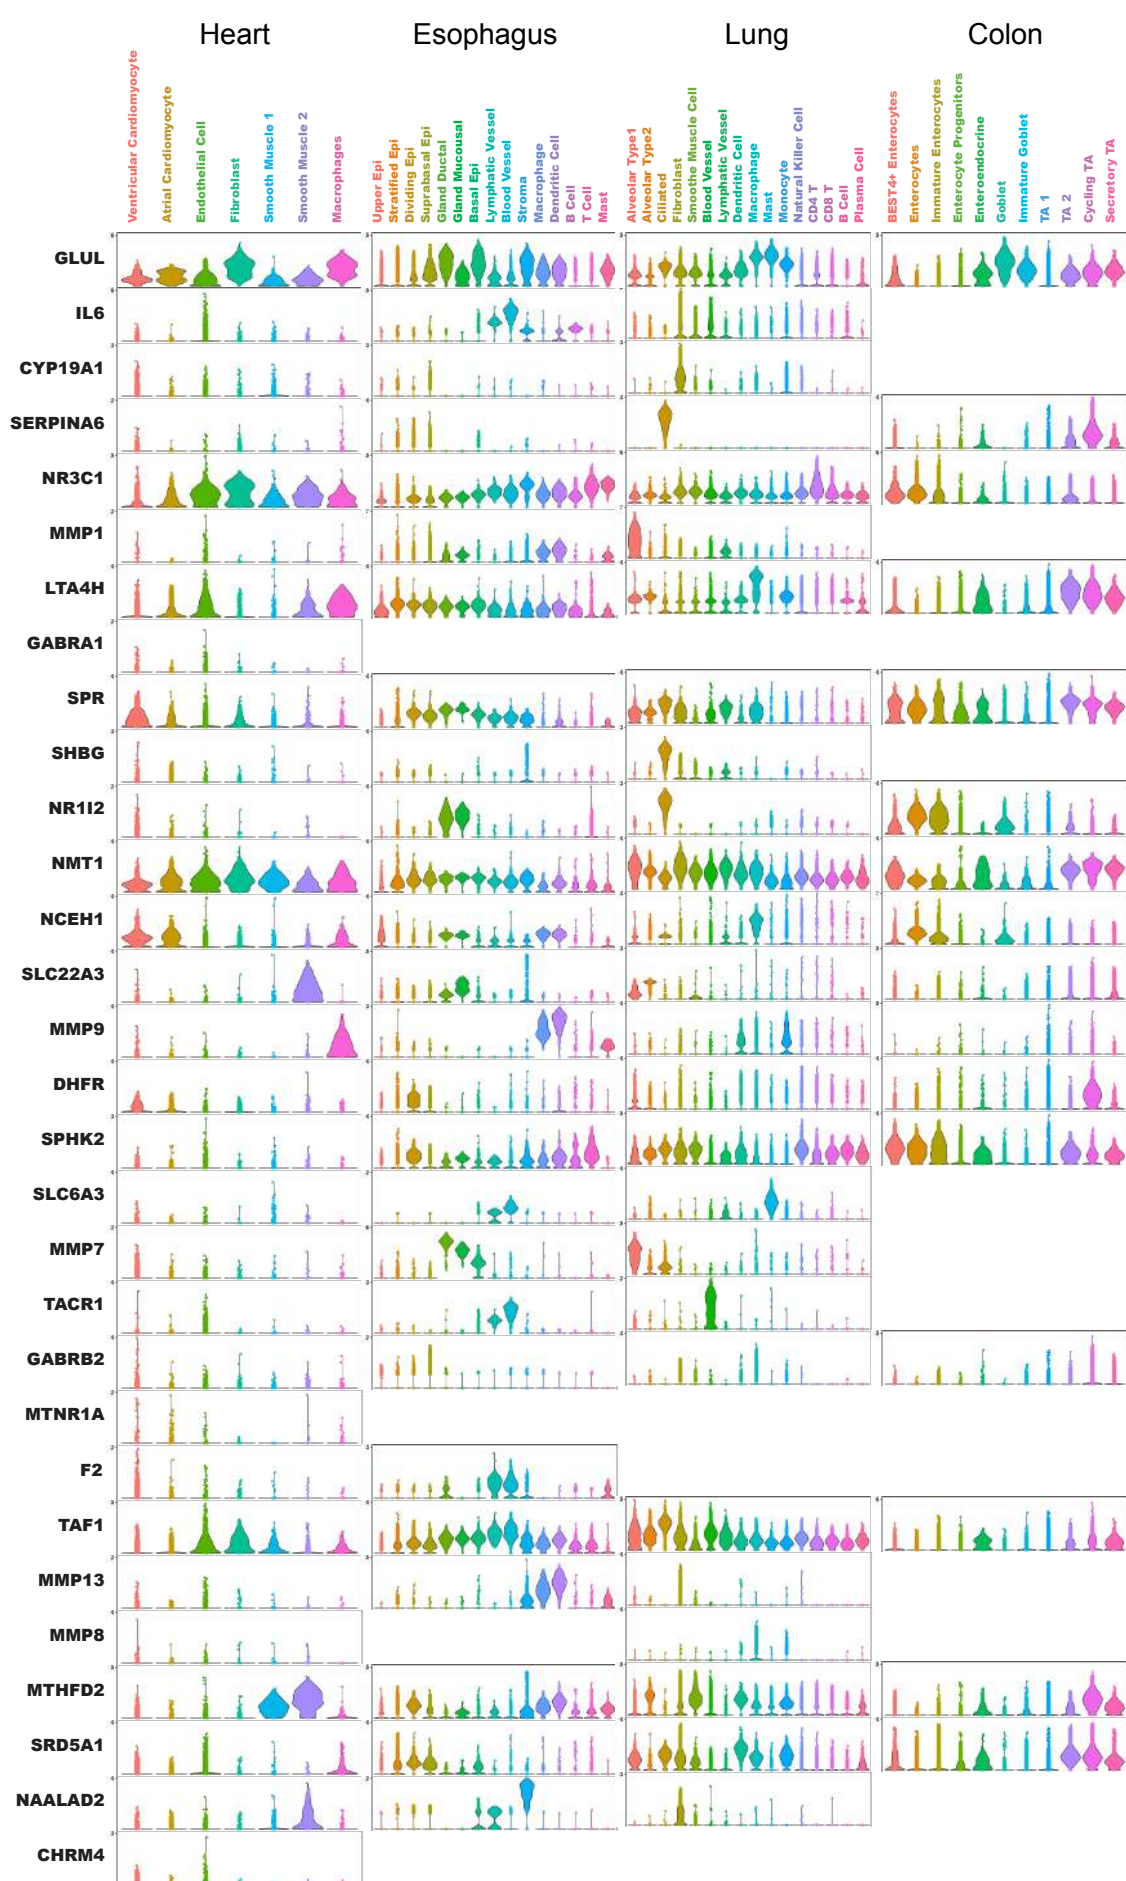 Heart Esophagus Lung Colon
Ventricular Cardiomyocyte
Atrial Cardiomyocyte
Endothelial Cell
Fibroblast
Smooth Muscle 1
Smooth Muscle 2
Macrophages
Upper Epi
Stratified Epi
Dividing Epi
Suprabasal Epi
Gland Ductal
Gland Mucousal
Basal Epi
Lymphatic Vessel
Blood Vessel
Stroma
Macrophage
Dendritic Cell
B Cell
T Cell
Mast
Alveolar Type1
Alveolar Type2
Ciliated
Fibroblast
Smoothe Muscle Cell
Blood Vessel
Lymphatic Vessel
Dendritic Cell
Macrophage
Mast
Monocyte
Natural Killer Cell
CD4 T
CD8 T
B Cell
Plasma Cell
BEST4+ Enterocytes
Enterocytes
Immature Enterocytes
Enterocyte Progenitors
Enteroendocrine
Goblet
Immature Goblet
TA 1
TA 2
Cycling TA
Secretory TA
GLUL
IL6
CYP19A1
SERPINA6
NR3C1
MMP1
LTA4H
GABRA1
SPR
SHBG
NR1I2
NMT1
NCEH1
SLC22A3
MMP9
DHFR
SPHK2
SLC6A3
MMP7
TACR1
GABRB2
MTNR1A
F2
TAF1
MMP13
MMP8
MTHFD2
SRD5A1
NAALAD2
CHRM4